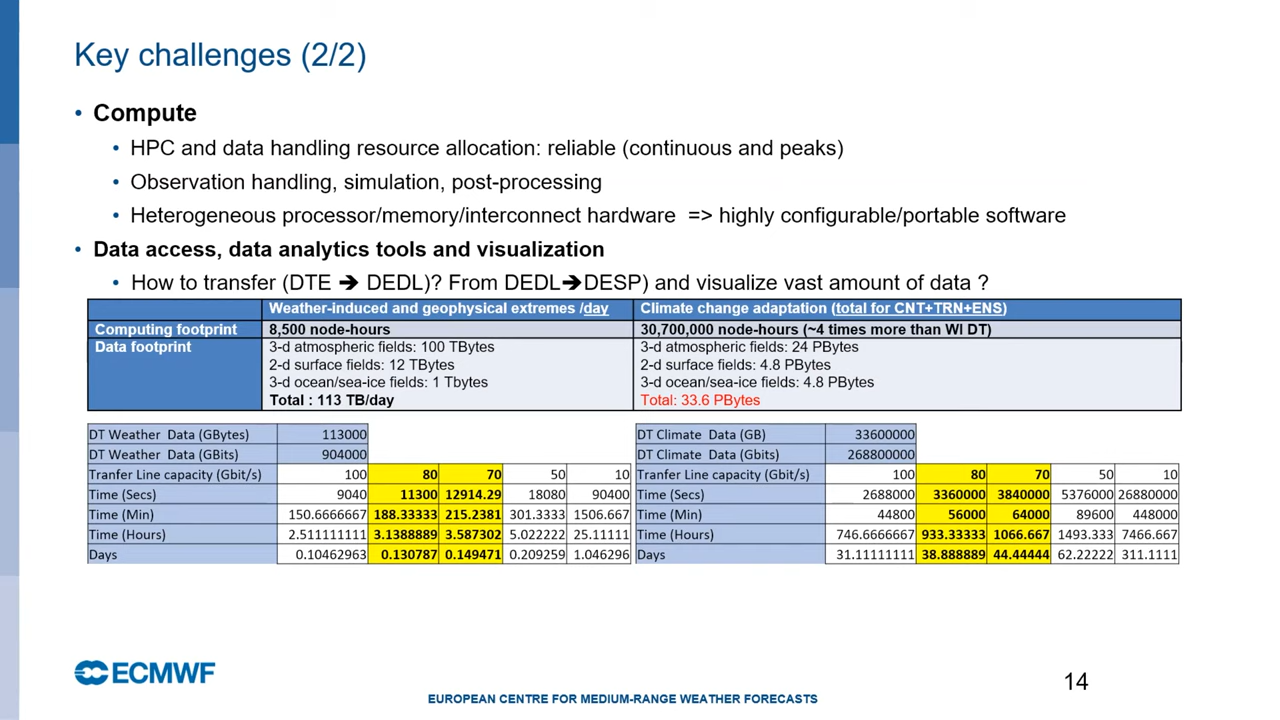 Key challenges (2/2)
• Compute
• HPC and data handling resource allocation: reliable (continuous and peaks)
• Observation handling, simulation, post-processing
• Heterogeneous processor/memory/interconnect hardware => highly configurable/portable software
• Data access, data analytics tools and visualization
• How to transfer (DTE ➔ DEDL)? From DEDL➔DESP) and visualize vast amount of data ?
Weather-induced and geophysical extremes /day Climate change adaptation (total for CNT+TRN+ENS)
Computing footprint 8,500 node-hours 30,700,000 node-hours (~4 times more than WI DT)
Data footprint 3-d atmospheric fields: 100 TBytes 3-d atmospheric fields: 24 PBytes
2-d surface fields: 12 TBytes 2-d surface fields: 4.8 PBytes
3-d ocean/sea-ice fields: 1 Tbytes 3-d ocean/sea-ice fields: 4.8 PBytes
Total : 113 TB/day Total: 33.6 PBytes
DT Weather Data (GBytes) 113000
DT Weather Data (GBits) 904000
Tranfer Line capacity (Gbit/s) 100 80 70 50 10
Time (Secs) 9040 11300 12914.29 18080 90400
Time (Min) 150.6666667 188.33333 215.2381 301.3333 1506.667
Time (Hours) 2.511111111 3.1388889 3.587302 5.022222 25.11111
Days 0.10462963 0.130787 0.149471 0.209259 1.046296
DT Climate Data (GB) 33600000
DT Climate Data (Gbits) 268800000
Tranfer Line capacity (Gbit/s) 100 80 70 50 10
Time (Secs) 2688000 3360000 3840000 5376000 26880000
Time (Min) 44800 56000 64000 89600 448000
Time (Hours) 746.6666667 933.33333 1066.667 1493.333 7466.667
Days 31.11111111 38.888889 44.44444 62.22222 311.1111
ECMWF
14
EUROPEAN CENTRE FOR MEDIUM-RANGE WEATHER FORECASTS